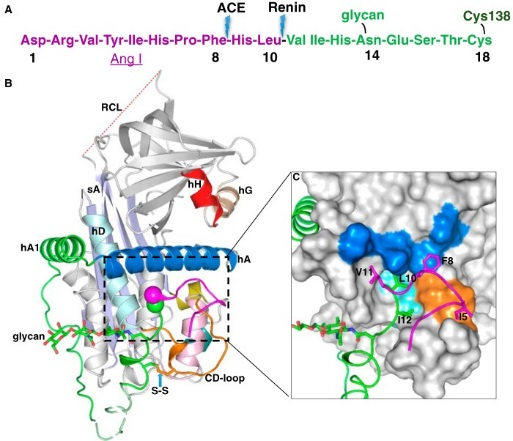 A
ACE
Renin
glycan
Cys138
Asp-Arg-Val-Tyr-Ile-His-Pro-Phe-His-Leu-Val Ile-His-Asn-Glu-Ser-Thr-Cys
1
Ang I
8
10
14
18
B
RCL
hH
hG
sA
hD
hA1
hA
glycan
CD-loop
S-S
C
F8
V11
L10
I12
I5